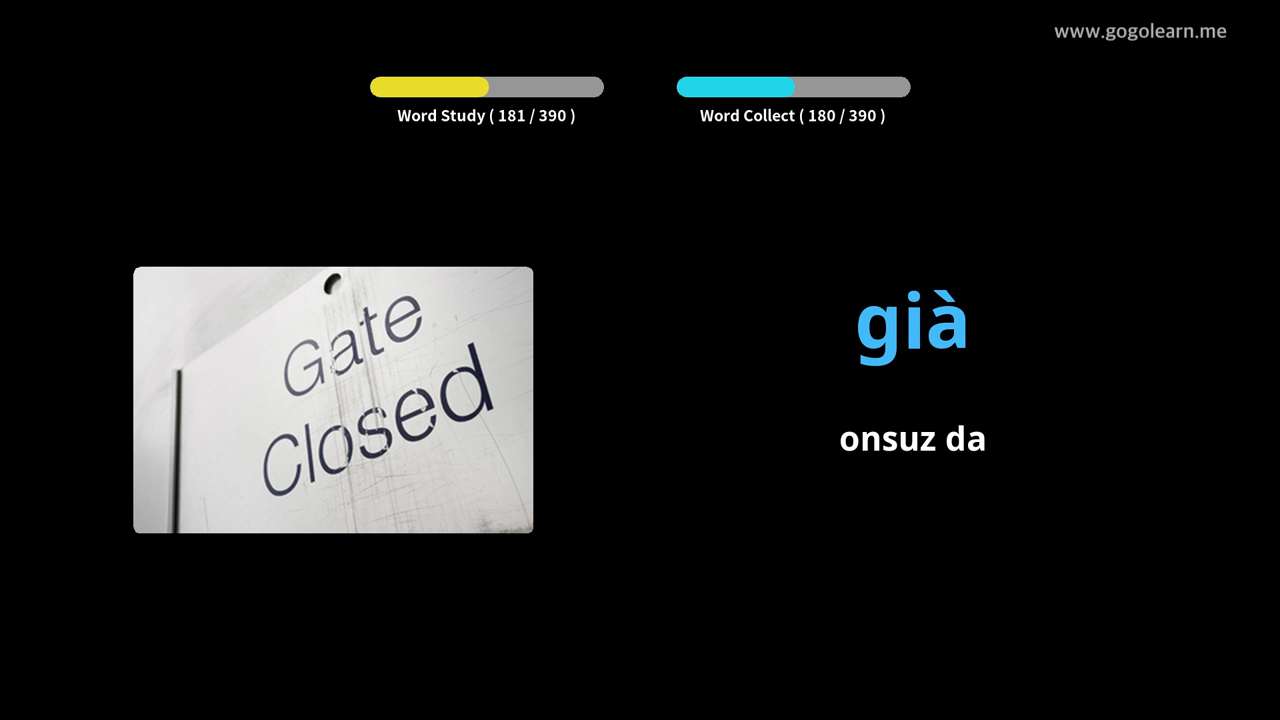 www.gogolearn.me
Word Study ( 181 / 390 )
Word Collect ( 180 / 390 )
Gate
Closed
già
onsuz da